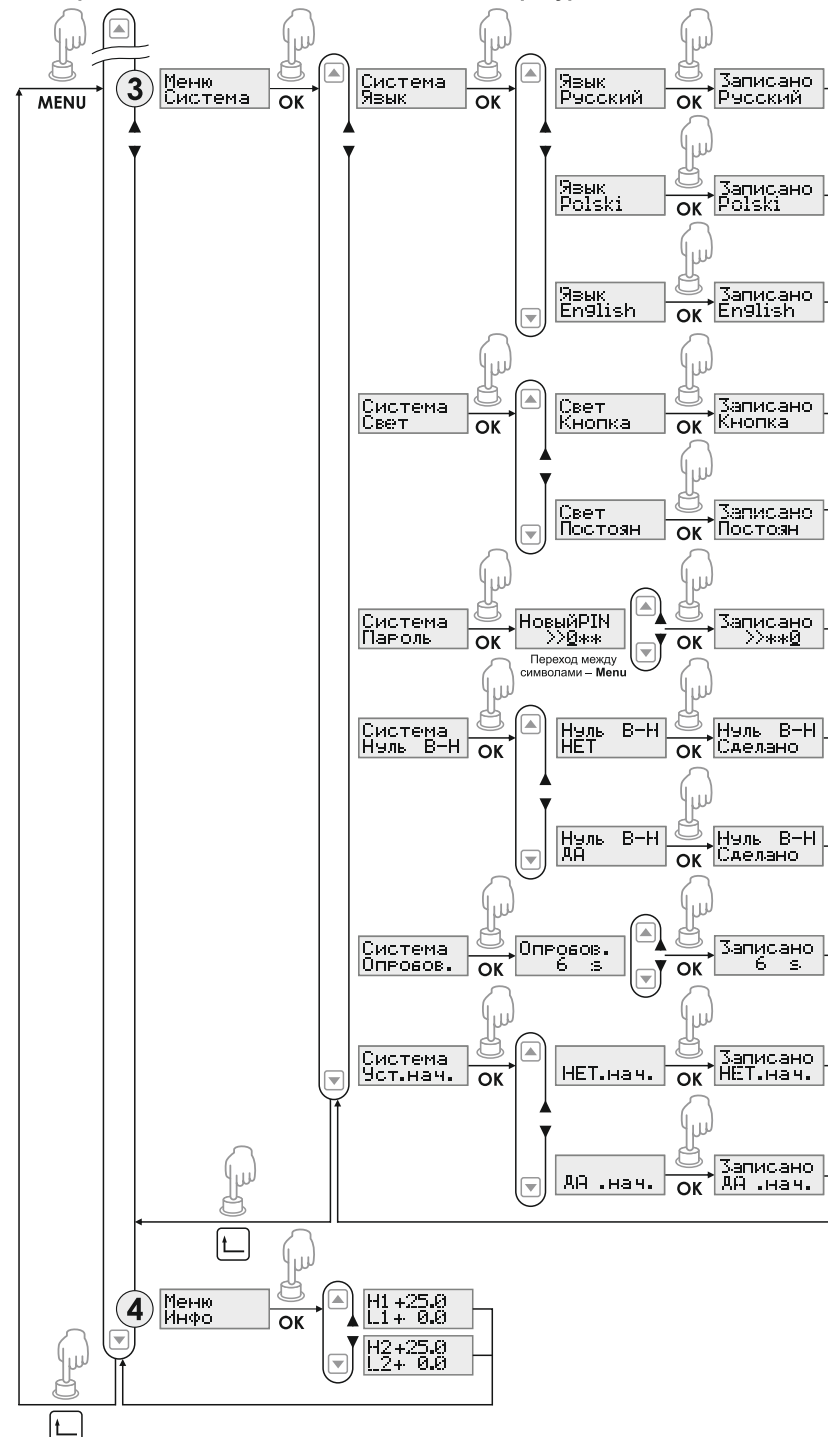 MENU
3
Меню
Система
OK
Система
Язык
OK
Язык
Русский
OK
Записано
Русский
Язык
Polski
OK
Записано
Polski
Язык
English
OK
Записано
English
Система
Свет
OK
Свет
Кнопка
OK
Записано
Кнопка
Свет
Постоян
OK
Записано
Постоян
Система
Пароль
OK
НовыйPIN
>>0**
Переход между
символами – Menu
OK
Записано
>>**0
Система
Нуль В-Н
OK
Нуль В-Н
НЕТ
OK
Нуль В-Н
Сделано
Нуль В-Н
ДА
OK
Нуль В-Н
Сделано
Система
Опробов.
OK
Опробов.
6 s
OK
Записано
6 s
Система
Уст.нач.
OK
НЕТ.нач.
OK
Записано
НЕТ.нач.
ДА .нач.
OK
Записано
ДА .нач.
4
Меню
Инфо
OK
H1+25.0
L1+ 0.0
H2+25.0
L2+ 0.0